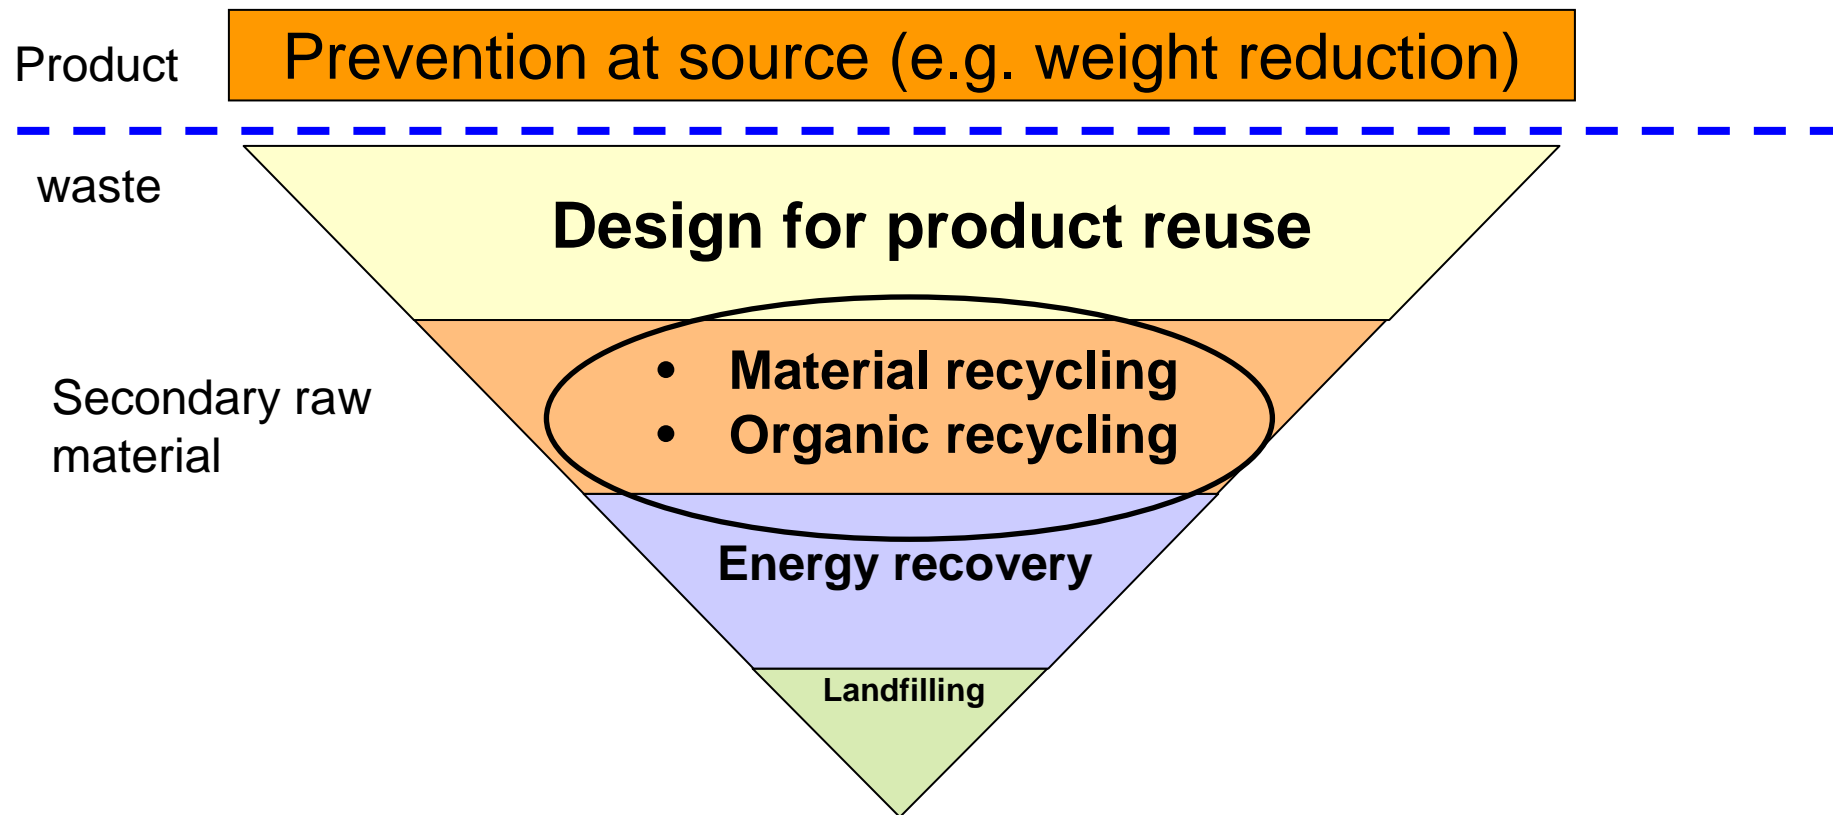 Product
Prevention at source (e.g. weight reduction)
waste
Design for product reuse
Secondary raw
material
• Material recycling
• Organic recycling
Energy recovery
Landfilling